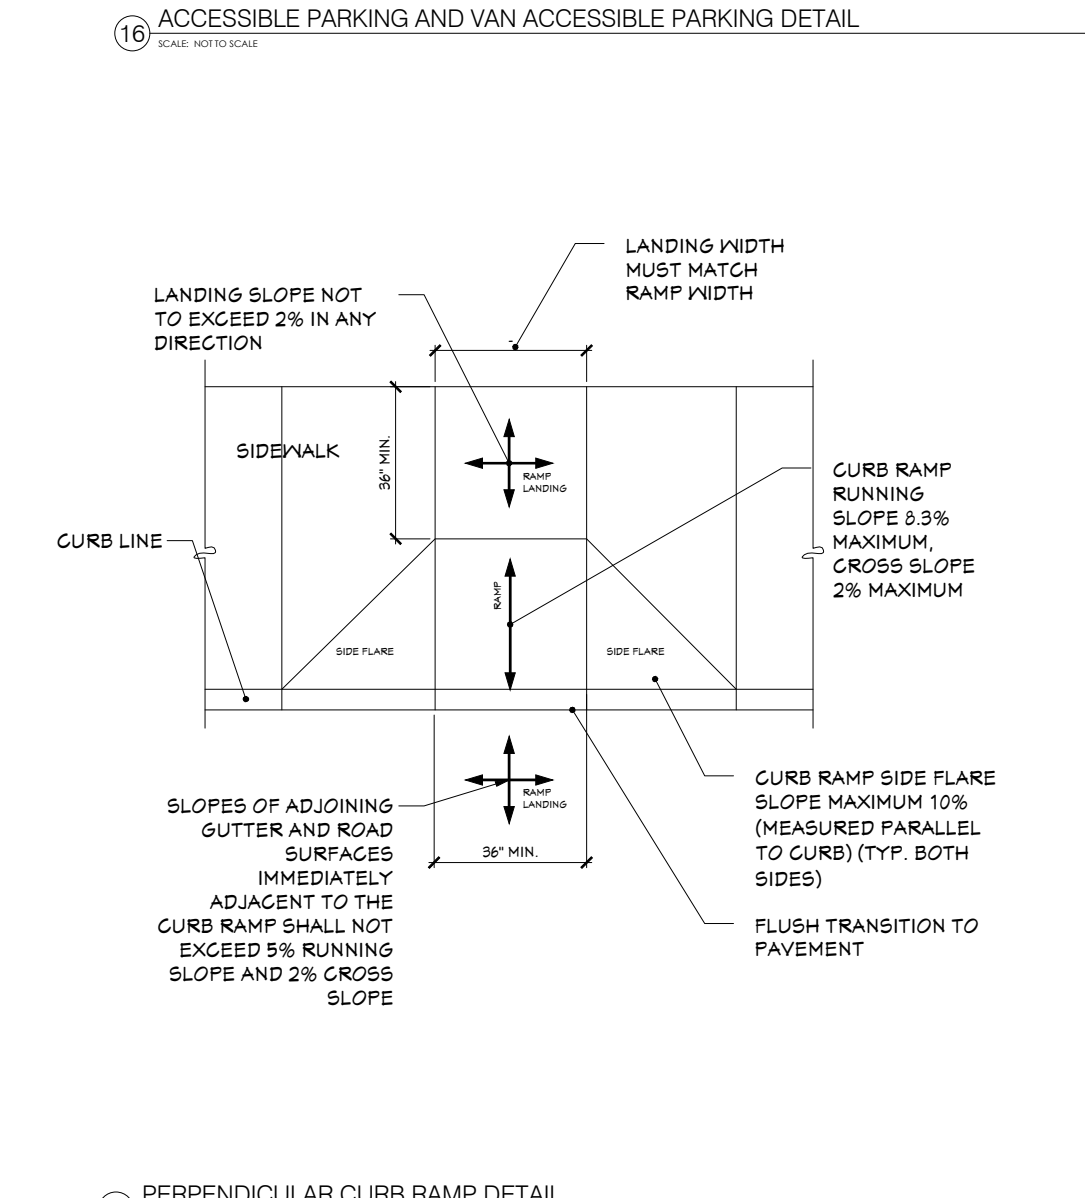 16
ACCESSIBLE PARKING AND VAN ACCESSIBLE PARKING DETAIL
SCALE: NOT TO SCALE
LANDING WIDTH
MUST MATCH
RAMP WIDTH
LANDING SLOPE NOT
TO EXCEED 2% IN ANY
DIRECTION
SIDEWALK
36" MIN.
RAMP
LANDING
CURB RAMP
RUNNING
SLOPE 8.3%
MAXIMUM,
CROSS SLOPE
2% MAXIMUM
CURB LINE
RAMP
SIDE FLARE
SIDE FLARE
RAMP
LANDING
36" MIN.
SLOPES OF ADJOINING
GUTTER AND ROAD
SURFACES
IMMEDIATELY
ADJACENT TO THE
CURB RAMP SHALL NOT
EXCEED 5% RUNNING
SLOPE AND 2% CROSS
SLOPE
CURB RAMP SIDE FLARE
SLOPE MAXIMUM 10%
(MEASURED PARALLEL
TO CURB) (TYP. BOTH
SIDES)
FLUSH TRANSITION TO
PAVEMENT
PERPENDICULAR CURB RAMP DETAIL